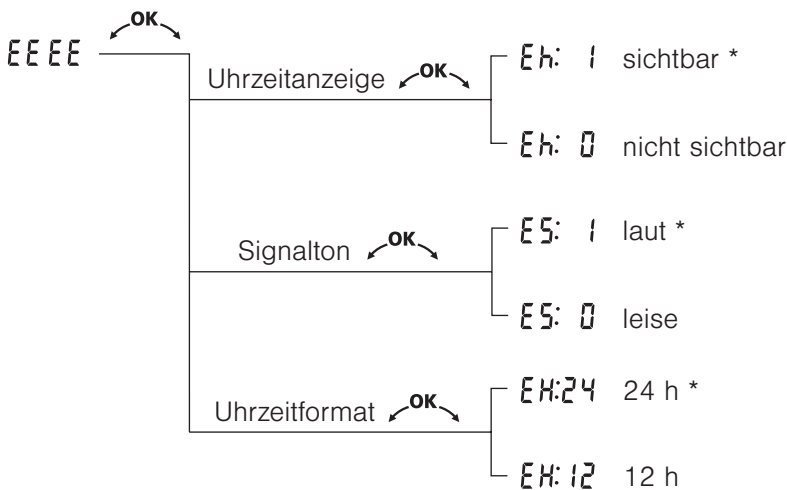 OK
EEEE
Uhrzeitanzeige OK
Eh: 1 sichtbar *
Eh: 0 nicht sichtbar
Signalton OK
ES: 1 laut *
ES: 0 leise
Uhrzeitformat OK
EH:24 24 h *
EH:12 12 h